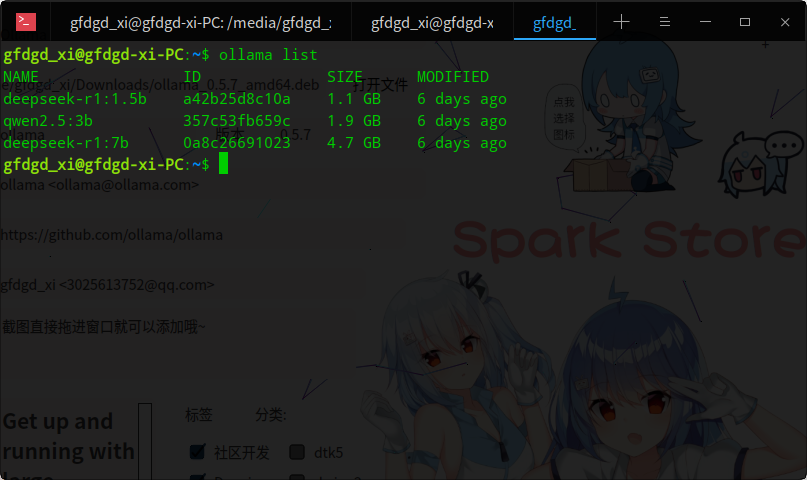 gfdgd_xi@gfdgd-xi-PC: /media/gfdgd_x
gfdgd_xi@gfdgd-x
gfdgd_
gfdgd_xi@gfdgd-xi-PC:~$ ollama list
NAME ID SIZE MODIFIED
e/gfdgd_xi/Downloads/ollama_0.5.7_amd64.deb 打开文件
deepseek-r1:1.5b a42b25d8c10a 1.1 GB 6 days ago
点我
选择
图标
qwen2.5:3b 357c53fb659c 1.9 GB 6 days ago
ollama 版本 0.5.7
deepseek-r1:7b 0a8c26691023 4.7 GB 6 days ago
gfdgd_xi@gfdgd-xi-PC:~$
ollama <ollama@ollama.com>
https://github.com/ollama/ollama
Spark Store
gfdgd_xi <3025613752@qq.com>
截图直接拖进窗口就可以添加哦~
Get up and
running with
标签 分类:
社区开发 dtk5